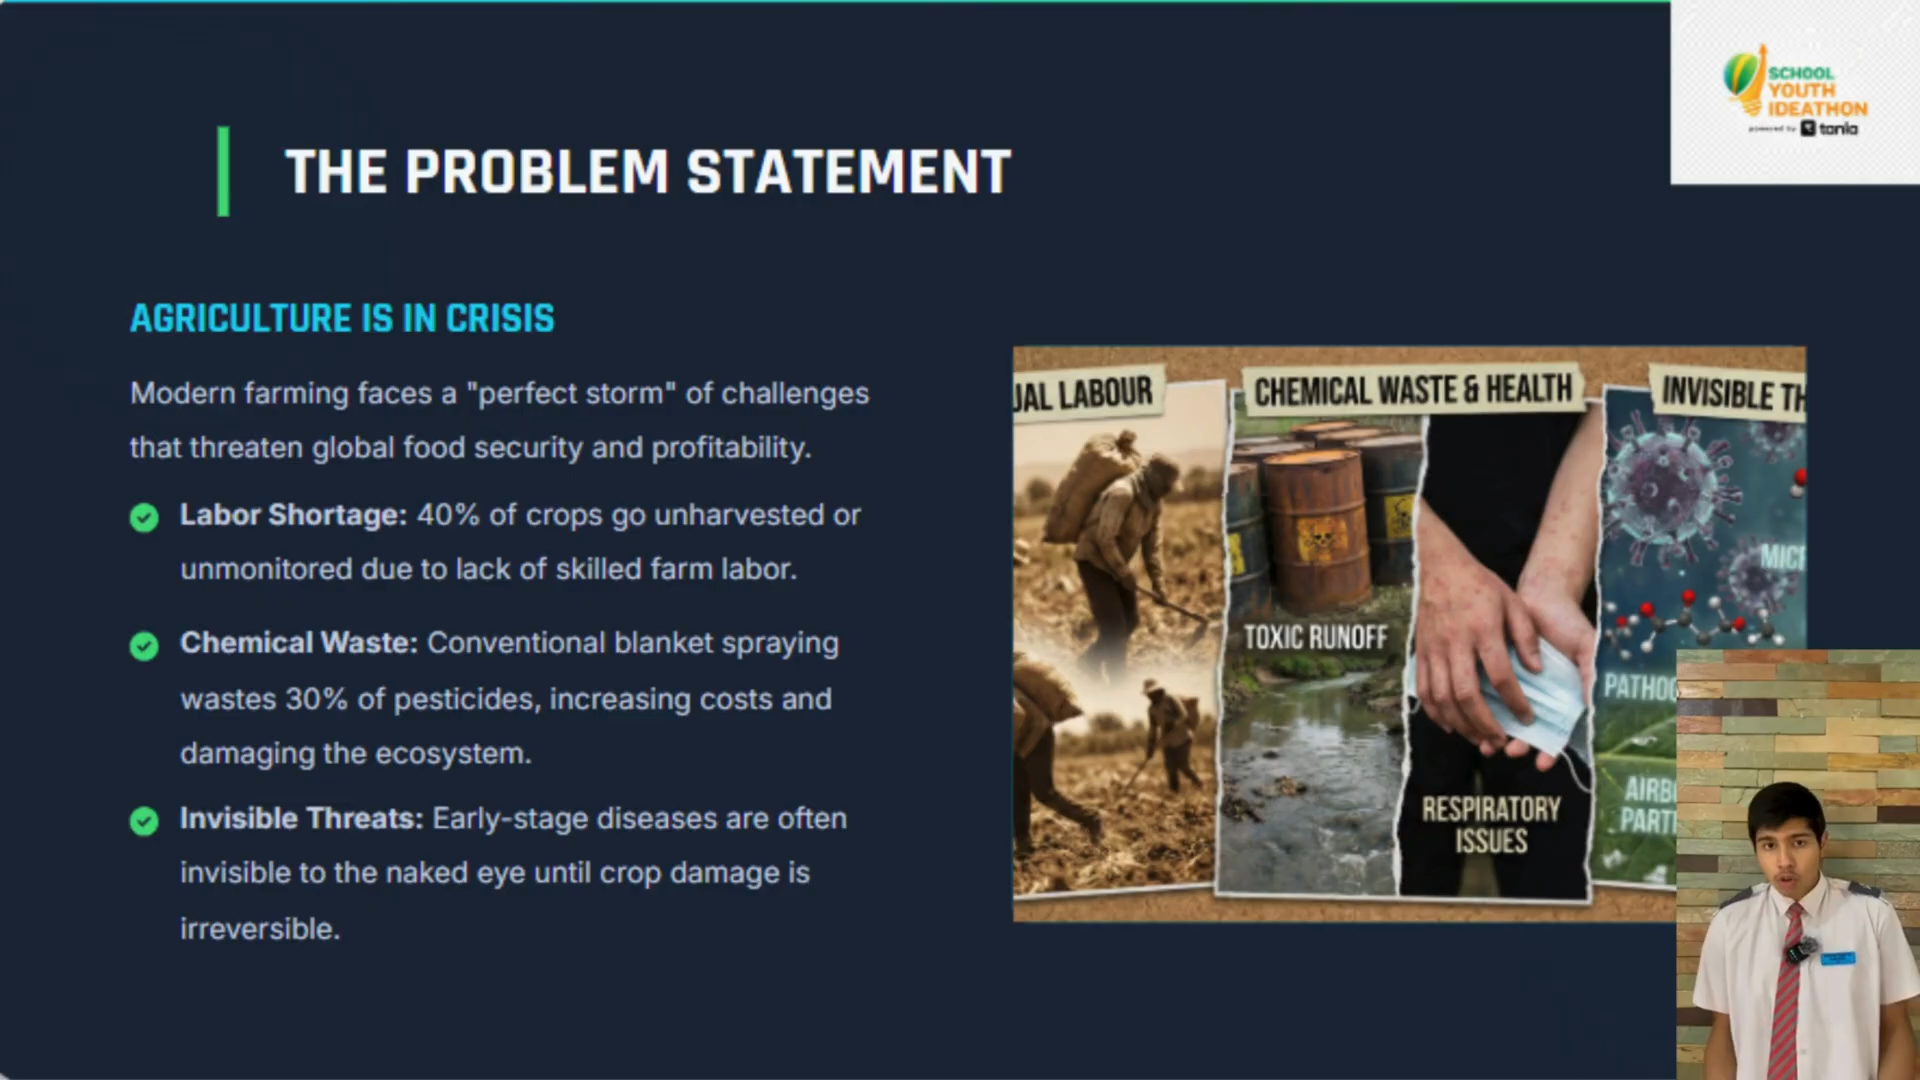 SCHOOL
YOUTH
IDEATHON
powered by tania
THE PROBLEM STATEMENT
AGRICULTURE IS IN CRISIS
Modern farming faces a "perfect storm" of challenges
that threaten global food security and profitability.
Labor Shortage: 40% of crops go unharvested or
unmonitored due to lack of skilled farm labor.
Chemical Waste: Conventional blanket spraying
wastes 30% of pesticides, increasing costs and
damaging the ecosystem.
Invisible Threats: Early-stage diseases are often
invisible to the naked eye until crop damage is
irreversible.
UAL LABOUR
CHEMICAL WASTE & HEALTH
INVISIBLE TH
MICR
TOXIC RUNOFF
PATHOG
RESPIRATORY
ISSUES
AIRB
PARTI